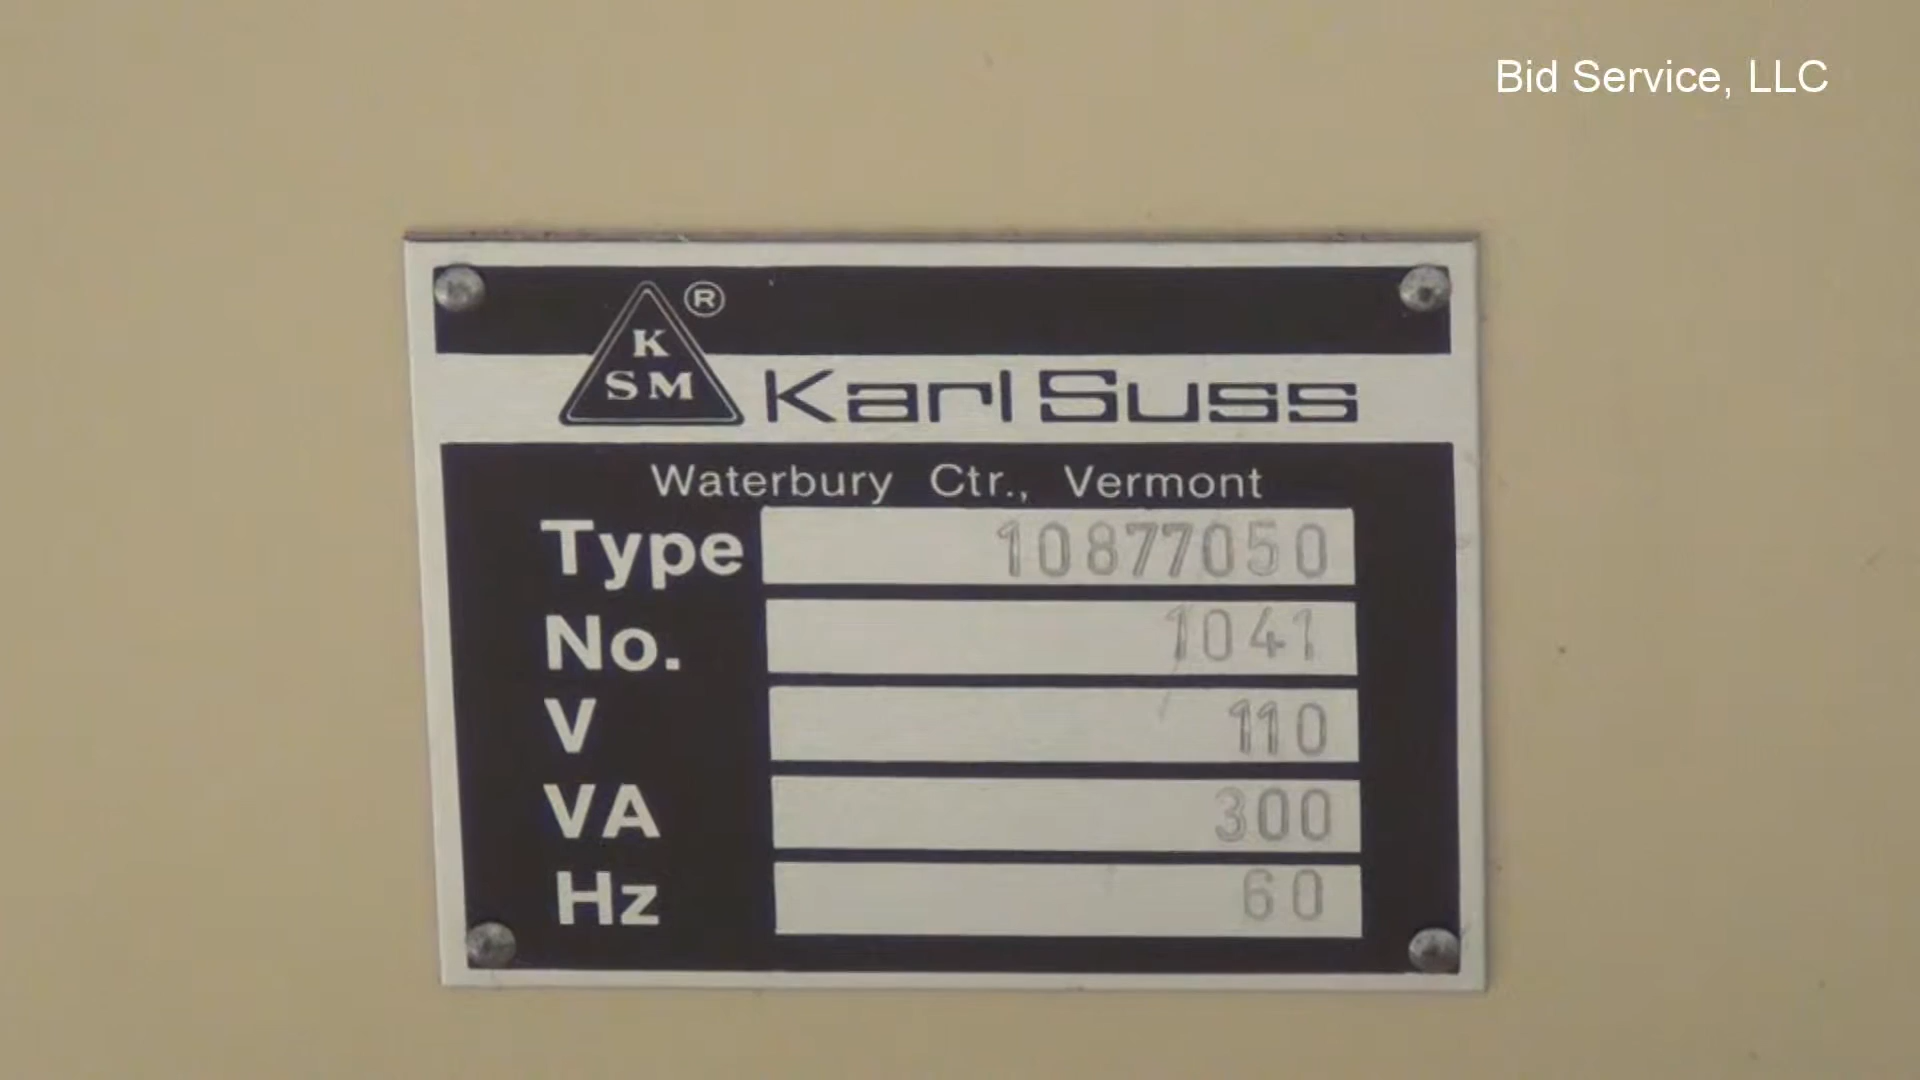 Bid Service, LLC
®
K
SM
Karl Suss
Waterbury Ctr., Vermont
Type 10877050
No. 1041
V 110
VA 300
Hz 60